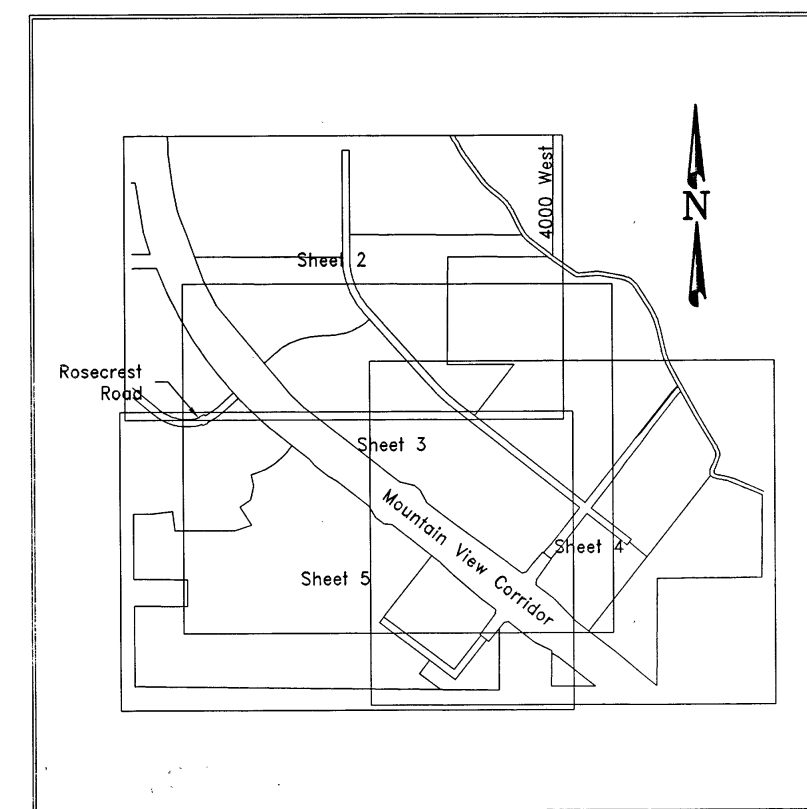 4000 West
N
Sheet 2
Rosecrest
Road
Sheet 3
Mountain View Corridor
Sheet 4
Sheet 5